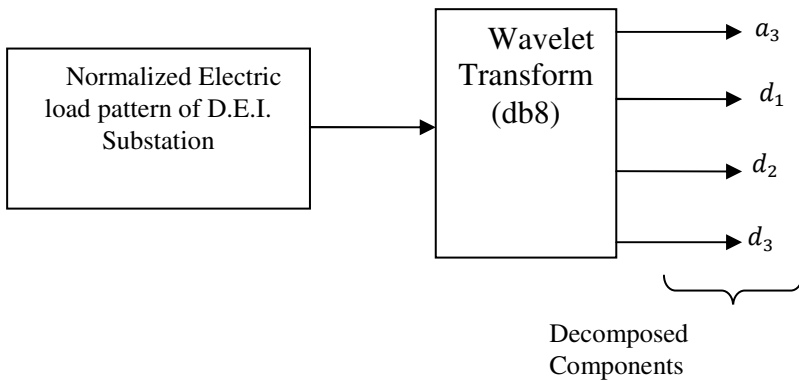 Normalized Electric
load pattern of D.E.I.
Substation
Wavelet
Transform
(db8)
a₃
d₁
d₂
d₃
Decomposed
Components